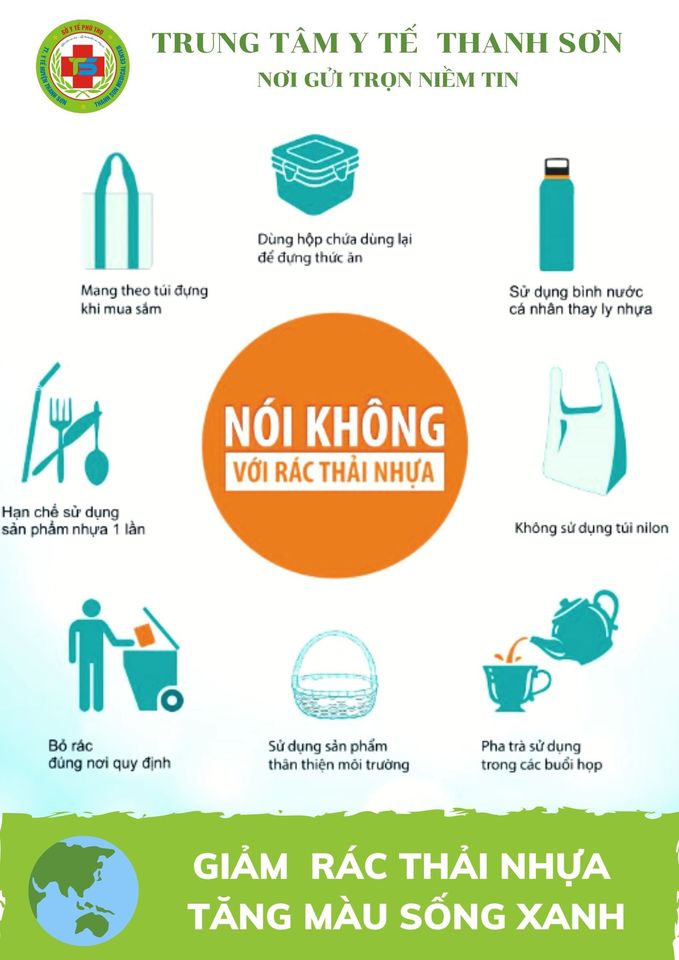 SỞ Y TẾ PHÚ THỌ
TT. Y TẾ HUYỆN THANH SƠN
TS
THANH SON MEDICAL CENTER
TRUNG TÂM Y TẾ THANH SƠN
NƠI GỬI TRỌN NIỀM TIN
Dùng hộp chứa dùng lại
để đựng thức ăn
Mang theo túi đựng
khi mua sắm
Sử dụng bình nước
cá nhân thay ly nhựa
NÓI KHÔNG
VỚI RÁC THẢI NHỰA
Hạn chế sử dụng
sản phẩm nhựa 1 lần
Không sử dụng túi nilon
Bỏ rác
đúng nơi quy định
Sử dụng sản phẩm
thân thiện môi trường
Pha trà sử dụng
trong các buổi họp
GIẢM RÁC THẢI NHỰA
TĂNG MÀU SỐNG XANH